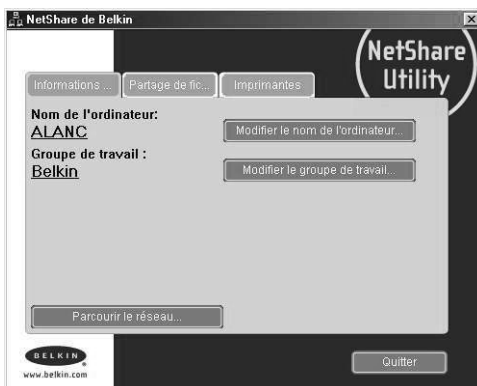 NetShare de Belkin
NetShare
Utility
Informations ...
Partage de fic...
Imprimantes
Nom de l'ordinateur:
ALANC
Modifier le nom de l'ordinateur...
Groupe de travail :
Belkin
Modifier le groupe de travail...
Parcourir le réseau...
BELKIN
www.belkin.com
Quitter